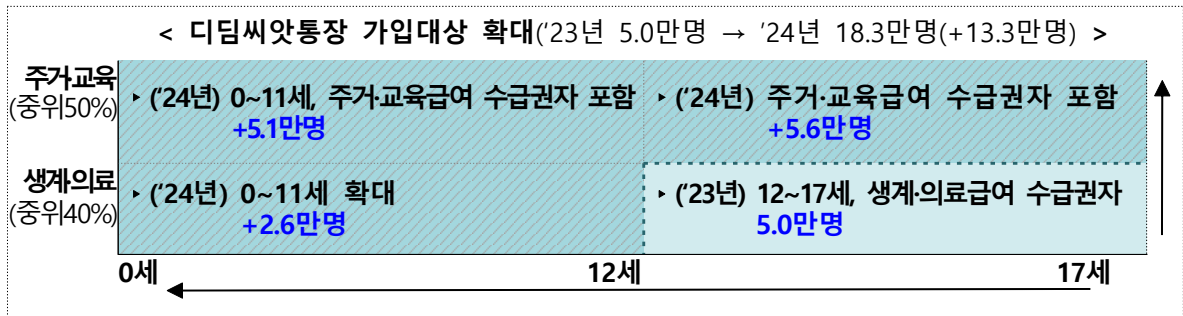 < 디딤씨앗통장 가입대상 확대('23년 5.0만명 → '24년 18.3만명(+13.3만명) >
주거·교육
(중위50%)
▸ ('24년) 0~11세, 주거·교육급여 수급권자 포함
+5.1만명
▸ ('24년) 주거·교육급여 수급권자 포함
+5.6만명
생계·의료
(중위40%)
▸ ('24년) 0~11세 확대
+2.6만명
▸ ('23년) 12~17세, 생계·의료급여 수급권자
5.0만명
0세 12세 17세